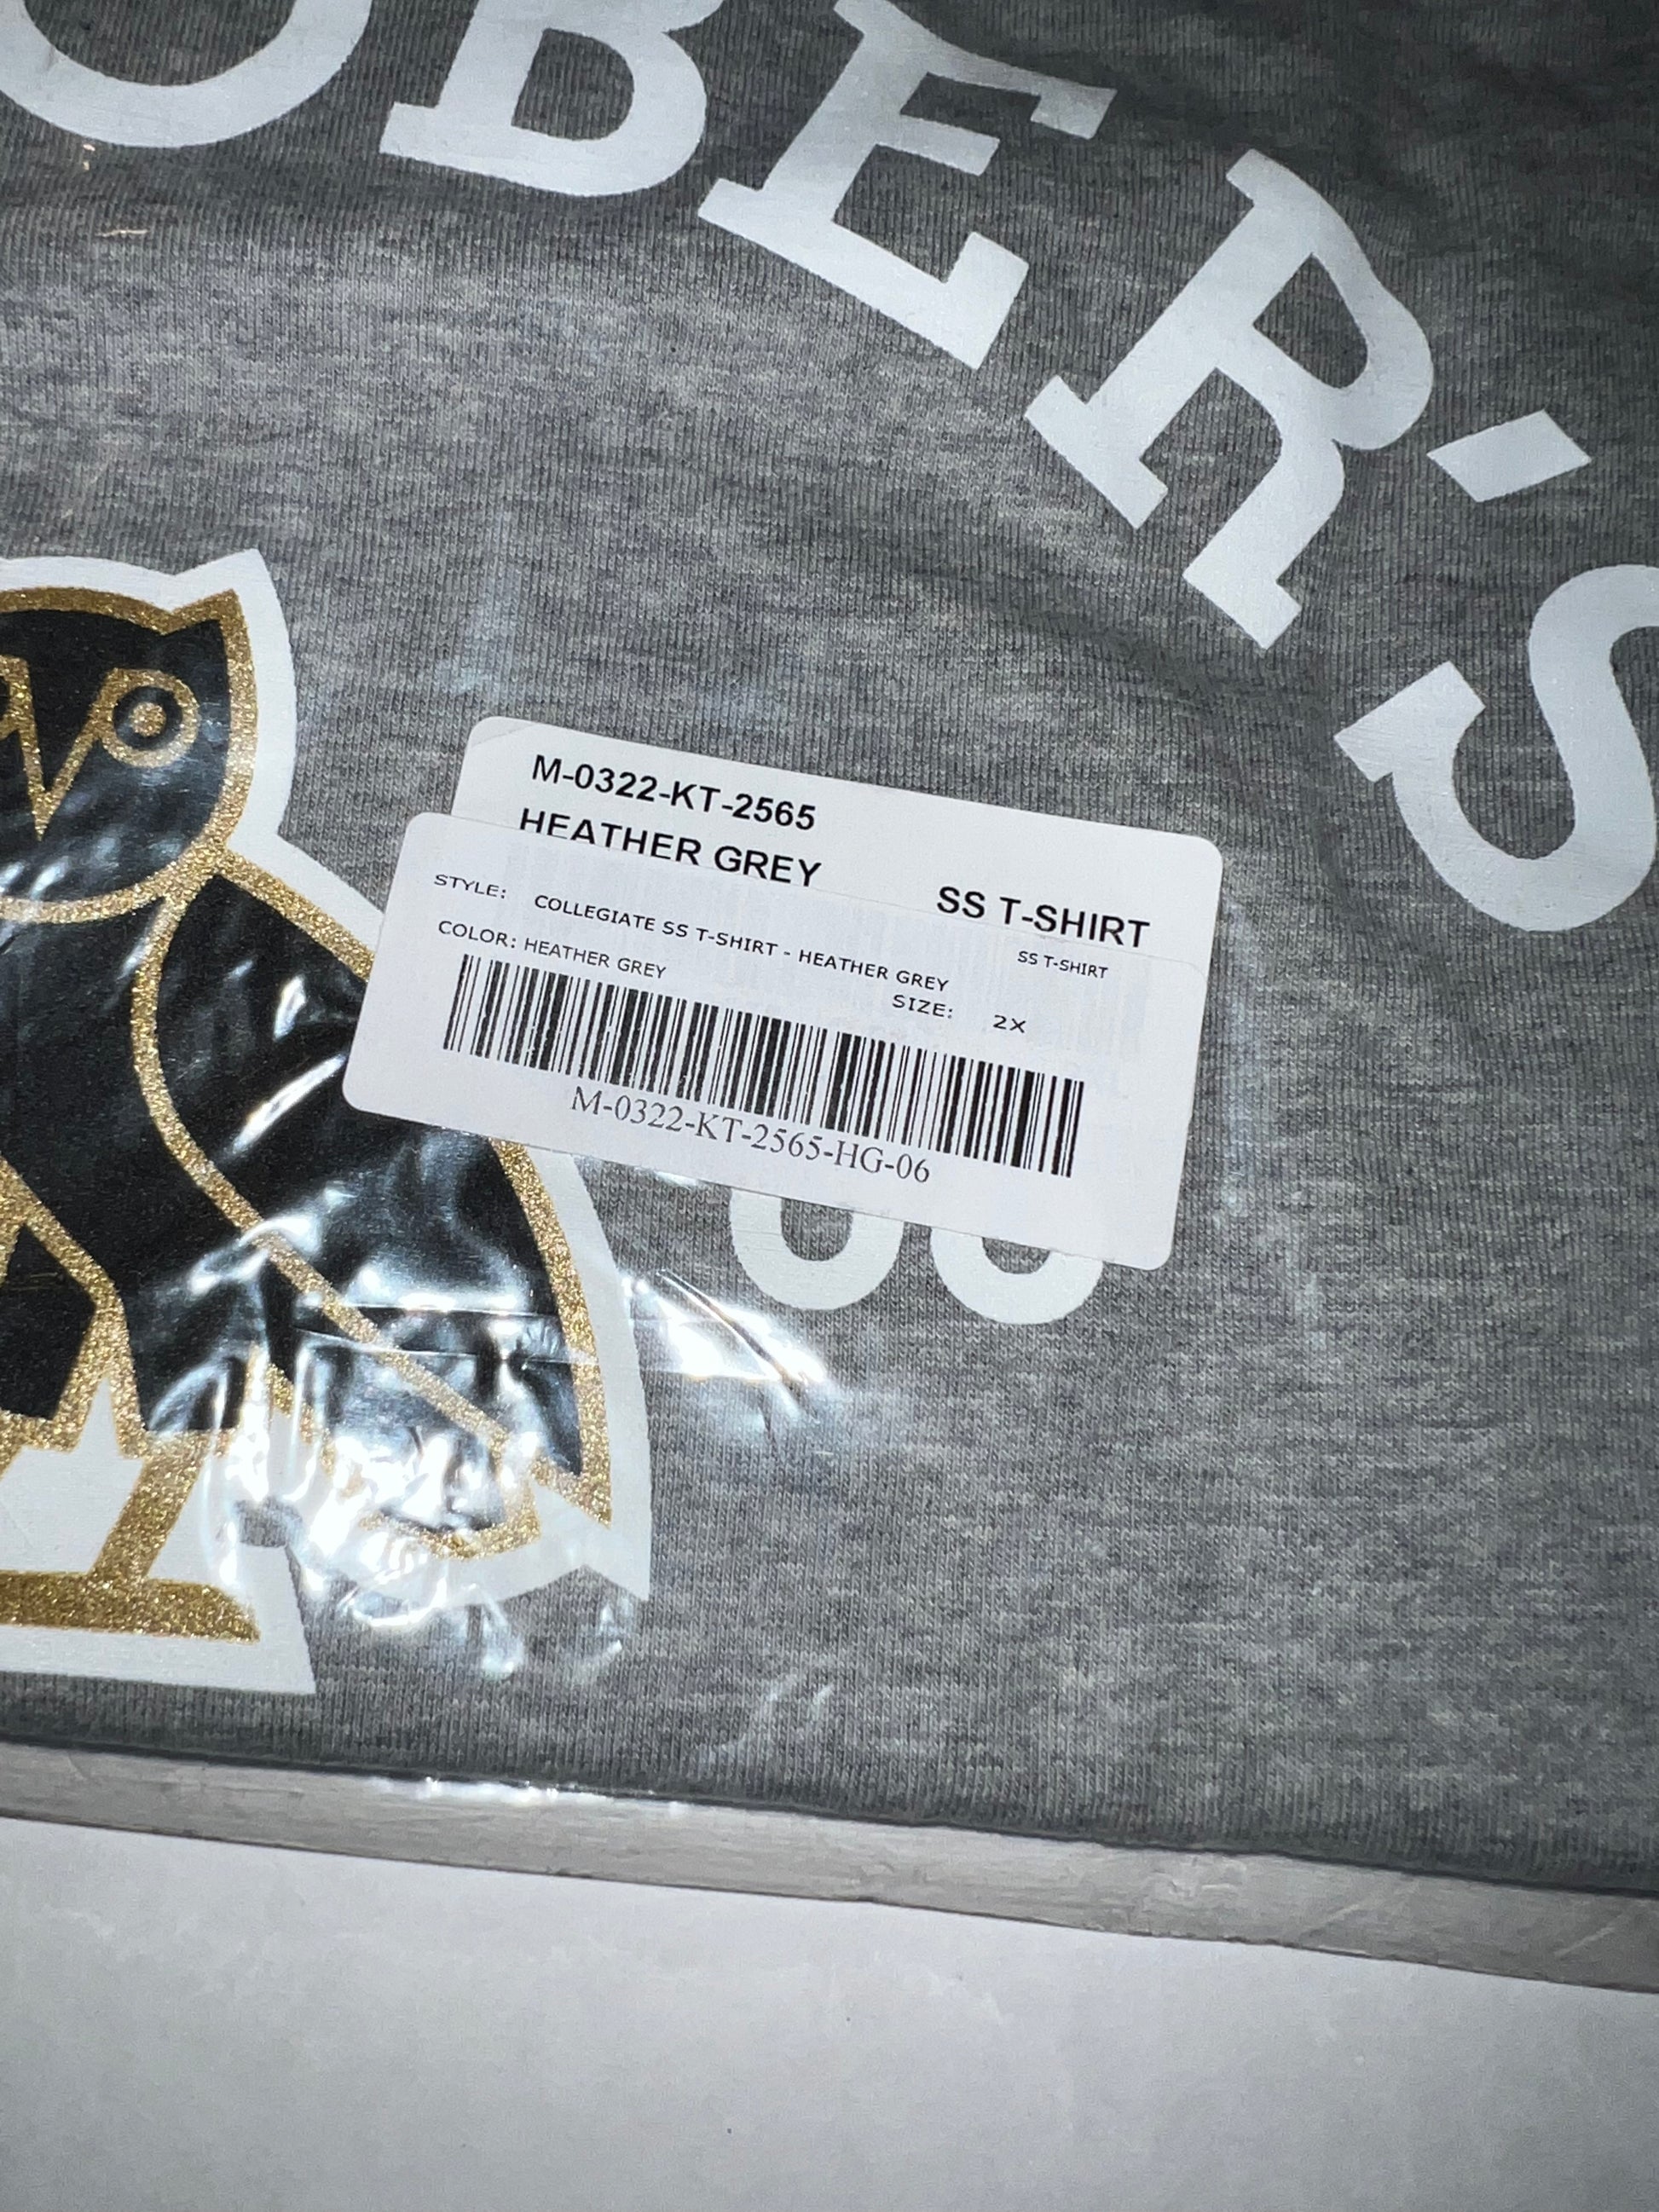 OBER'S
M-0322-KT-2565
HEATHER GREY
SS T-SHIRT
STYLE: COLLEGIATE SS T-SHIRT - HEATHER GREY
SS T-SHIRT
COLOR: HEATHER GREY
SIZE: 2X
M-0322-KT-2565-HG-06